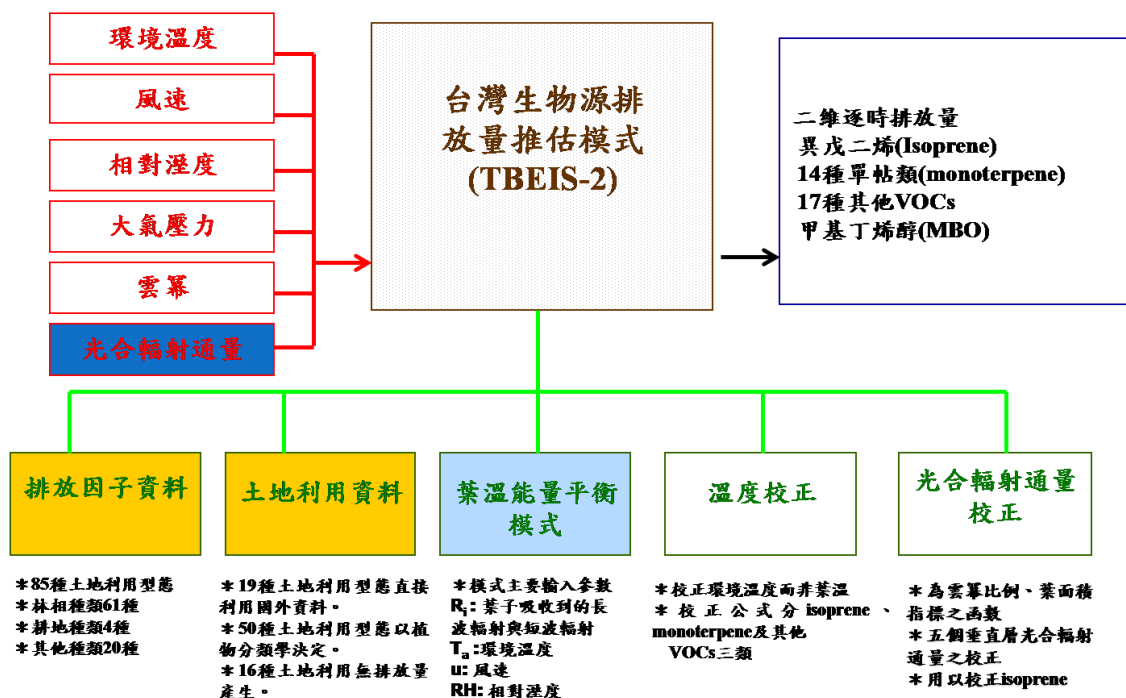 環境溫度
風速
相對溼度
大氣壓力
雲冪
光合輻射通量
台灣生物源排
放量推估模式
(TBEIS-2)
二維逐時排放量
異戊二烯(Isoprene)
14種單帖類(monoterpene)
17種其他VOCs
甲基丁烯醇(MBO)
排放因子資料
*85種土地利用型態
*林相種類61種
*耕地種類4種
*其他種類20種
土地利用資料
*19種土地利用型態直接
利用國外資料。
*50種土地利用型態以植
物分類學決定。
*16種土地利用無排放量
產生。
葉溫能量平衡
模式
*模式主要輸入參數
Ri: 葉子吸收到的長
波輻射與短波輻射
Ta:環境溫度
u: 風速
RH: 相對溼度
溫度校正
*校正環境溫度而非葉溫
*校正公式分isoprene、
monoterpene及其他
VOCs三類
光合輻射通量
校正
*為雲冪比例、葉面積
指標之函數
*五個垂直層光合輻射
通量之校正
*用以校正isoprene